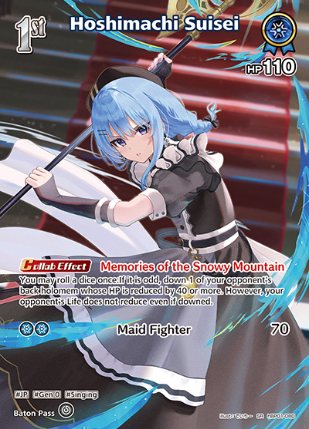 1st
Hoshimachi Suisei
HP110
Collab Effect
Memories of the Snowy Mountain
You may roll a dice once:If it is odd, down 1 of your opponent's
back holomem whose HP is reduced by 40 or more. However, your
opponent's Life does not reduce even if downed.
Maid Fighter
70
#JP #Gen 0 #Singing
Baton Pass
SR